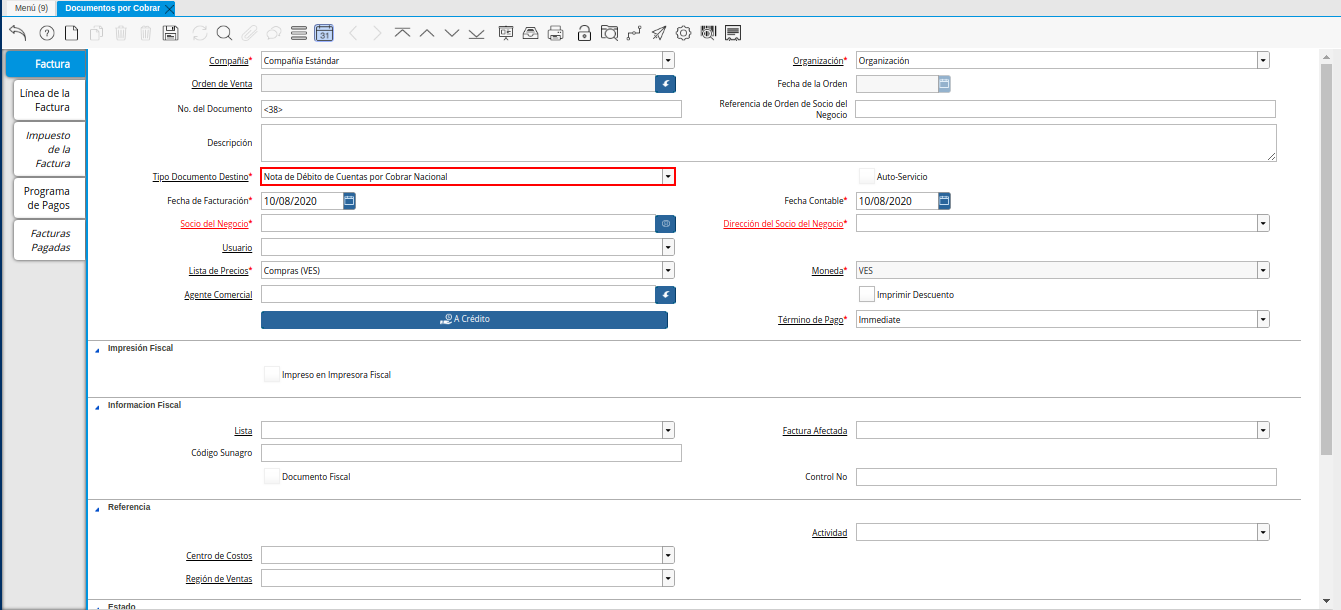 Menú (9)
Documentos por Cobrar
31
Factura
Línea de la
Factura
Impuesto
de la
Factura
Programa
de Pagos
Facturas
Pagadas
Compañía* Compañía Estándar
Organización* Organización
Orden de Venta
Fecha de la Orden
No. del Documento <38>
Referencia de Orden de Socio del
Negocio
Descripción
Tipo Documento Destino* Nota de Débito de Cuentas por Cobrar Nacional
Auto-Servicio
Fecha de Facturación* 10/08/2020
Fecha Contable* 10/08/2020
Socio del Negocio*
Dirección del Socio del Negocio*
Usuario
Lista de Precios* Compras (VES)
Moneda* VES
Agente Comercial
Imprimir Descuento
A Crédito
Término de Pago* Immediate
Impresión Fiscal
Impreso en Impresora Fiscal
Informacion Fiscal
Lista
Factura Afectada
Código Sunagro
Documento Fiscal
Control No
Referencia
Actividad
Centro de Costos
Región de Ventas
Estado